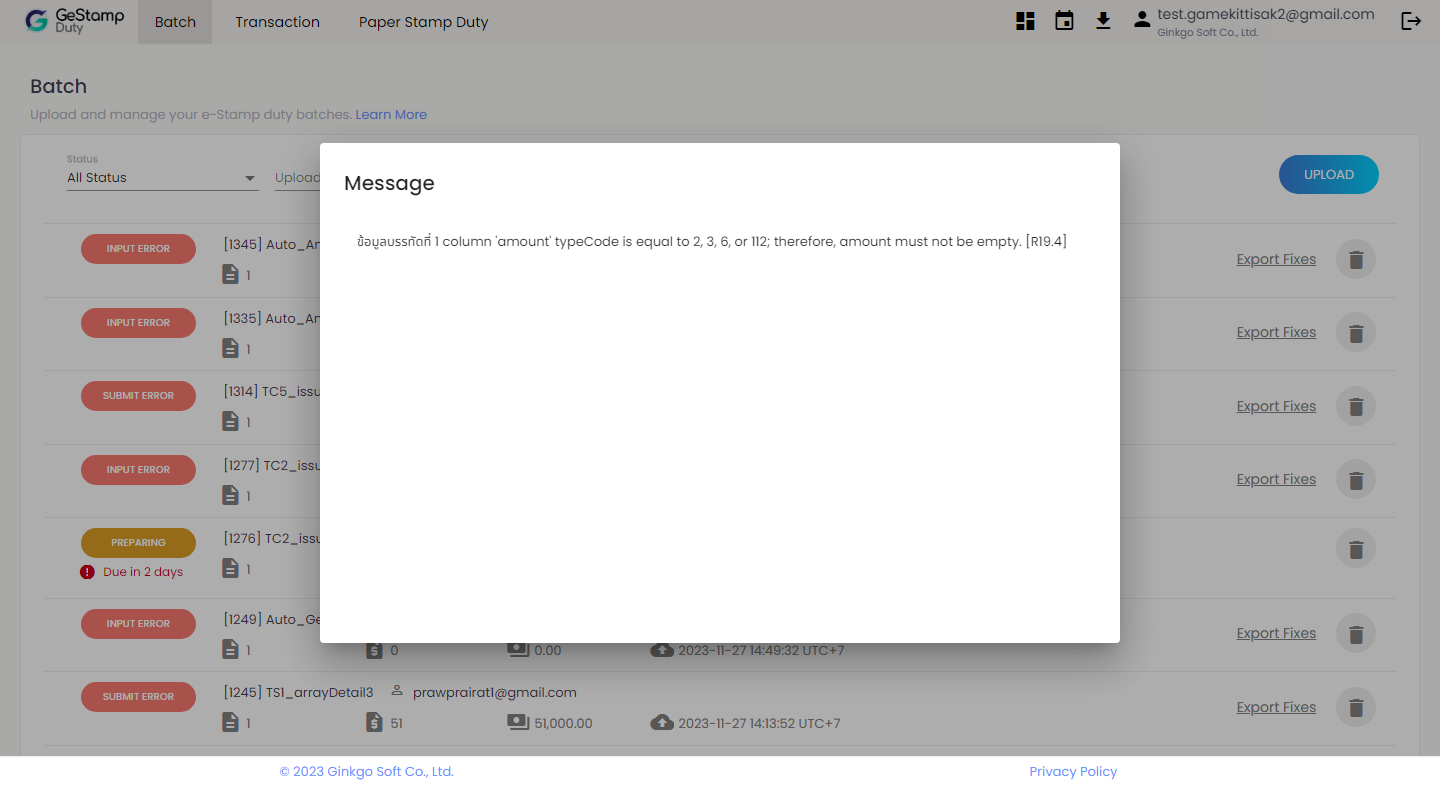 GeStamp
Duty
Batch
Transaction
Paper Stamp Duty
test.gamekittisak2@gmail.com
Ginkgo Soft Co., Ltd.
Batch
Upload and manage your e-Stamp duty batches. Learn More
Status
All Status
Upload
UPLOAD
Message
ข้อมูลบรรทัดที่ 1 column 'amount' typeCode is equal to 2, 3, 6, or 112; therefore, amount must not be empty. [R19.4]
INPUT ERROR
[1345]
1
Export Fixes
INPUT ERROR
[1335]
1
Export Fixes
SUBMIT ERROR
[1314]
1
Export Fixes
INPUT ERROR
[1277]
1
Export Fixes
PREPARING
[1276]
Due in 2 days
1
INPUT ERROR
[1249]
1 0 0.00 2023-11-27 14:49:32 UTC+7
Export Fixes
SUBMIT ERROR
[1245] TS1_arrayDetail3 prawprairat1@gmail.com
1 51 51,000.00 2023-11-27 14:13:52 UTC+7
Export Fixes
© 2023 Ginkgo Soft Co., Ltd.
Privacy Policy